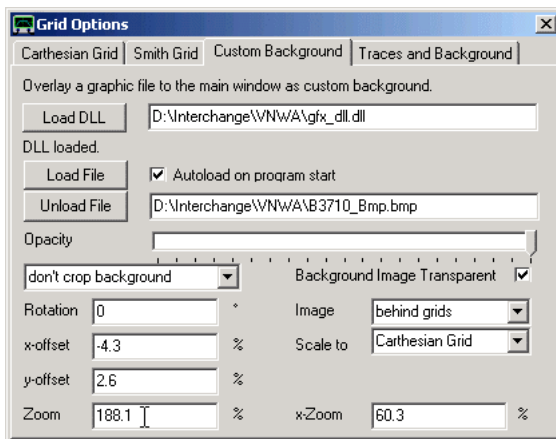 Grid Options
Carthesian Grid Smith Grid Custom Background Traces and Background
Overlay a graphic file to the main window as custom background.
Load DLL D:\Interchange\VNWA\gfx_dll.dll
DLL loaded.
Load File Autoload on program start
Unload File D:\Interchange\VNWA\B3710_Bmp.bmp
Opacity
don't crop background Background Image Transparent
Rotation 0 ° Image behind grids
x-offset -4.3 % Scale to Carthesian Grid
y-offset 2.6 %
Zoom 188.1 % x-Zoom 60.3 %